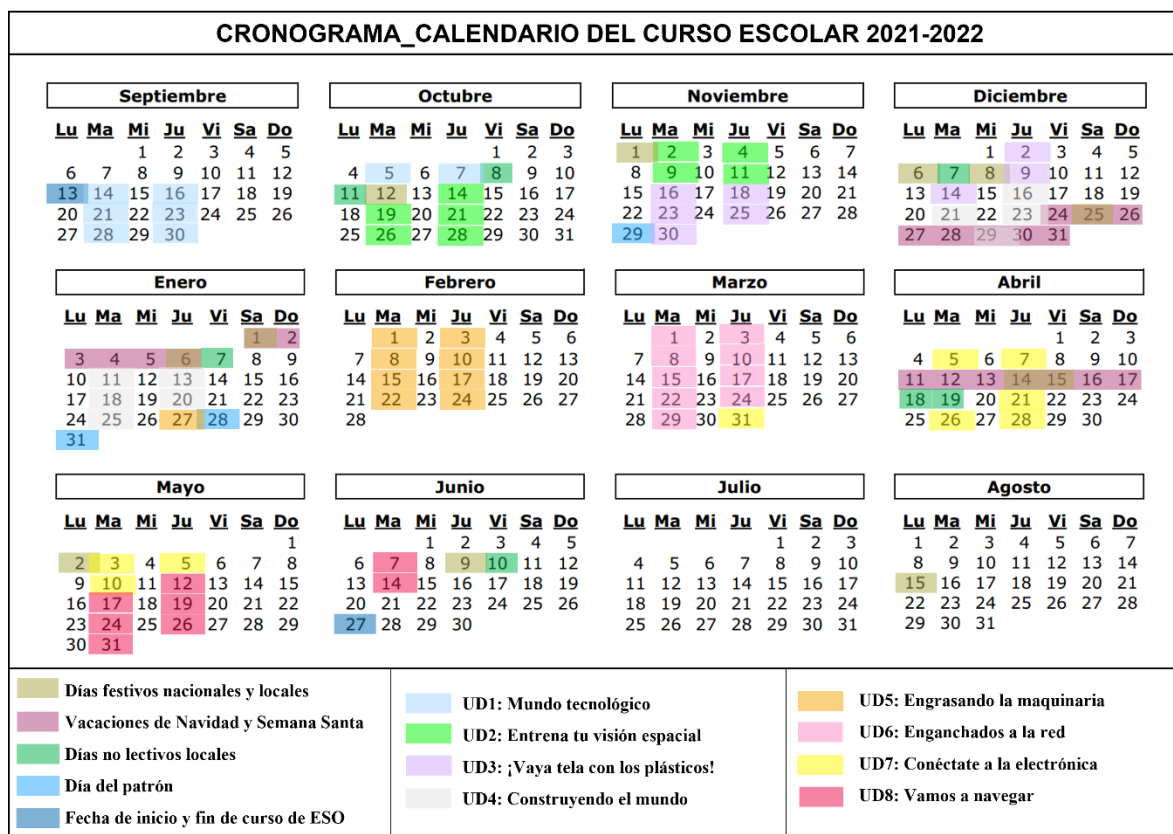 CRONOGRAMA_CALENDARIO DEL CURSO ESCOLAR 2021-2022
Septiembre
Lu Ma Mi Ju Vi Sa Do
1 2 3 4 5
6 7 8 9 10 11 12
13 14 15 16 17 18 19
20 21 22 23 24 25 26
27 28 29 30
Octubre
Lu Ma Mi Ju Vi Sa Do
1 2 3
4 5 6 7 8 9 10
11 12 13 14 15 16 17
18 19 20 21 22 23 24
25 26 27 28 29 30 31
Noviembre
Lu Ma Mi Ju Vi Sa Do
1 2 3 4 5 6 7
8 9 10 11 12 13 14
15 16 17 18 19 20 21
22 23 24 25 26 27 28
29 30
Diciembre
Lu Ma Mi Ju Vi Sa Do
1 2 3 4 5
6 7 8 9 10 11 12
13 14 15 16 17 18 19
20 21 22 23 24 25 26
27 28 29 30 31
Enero
Lu Ma Mi Ju Vi Sa Do
1 2
3 4 5 6 7 8 9
10 11 12 13 14 15 16
17 18 19 20 21 22 23
24 25 26 27 28 29 30
31
Febrero
Lu Ma Mi Ju Vi Sa Do
1 2 3 4 5 6
7 8 9 10 11 12 13
14 15 16 17 18 19 20
21 22 23 24 25 26 27
28
Marzo
Lu Ma Mi Ju Vi Sa Do
1 2 3 4 5 6
7 8 9 10 11 12 13
14 15 16 17 18 19 20
21 22 23 24 25 26 27
28 29 30 31
Abril
Lu Ma Mi Ju Vi Sa Do
1 2 3
4 5 6 7 8 9 10
11 12 13 14 15 16 17
18 19 20 21 22 23 24
25 26 27 28 29 30
Mayo
Lu Ma Mi Ju Vi Sa Do
1
2 3 4 5 6 7 8
9 10 11 12 13 14 15
16 17 18 19 20 21 22
23 24 25 26 27 28 29
30 31
Junio
Lu Ma Mi Ju Vi Sa Do
1 2 3 4 5
6 7 8 9 10 11 12
13 14 15 16 17 18 19
20 21 22 23 24 25 26
27 28 29 30
Julio
Lu Ma Mi Ju Vi Sa Do
1 2 3
4 5 6 7 8 9 10
11 12 13 14 15 16 17
18 19 20 21 22 23 24
25 26 27 28 29 30 31
Agosto
Lu Ma Mi Ju Vi Sa Do
1 2 3 4 5 6 7
8 9 10 11 12 13 14
15 16 17 18 19 20 21
22 23 24 25 26 27 28
29 30 31
Días festivos nacionales y locales
Vacaciones de Navidad y Semana Santa
Días no lectivos locales
Día del patrón
Fecha de inicio y fin de curso de ESO
UD1: Mundo tecnológico
UD2: Entrena tu visión espacial
UD3: ¡Vaya tela con los plásticos!
UD4: Construyendo el mundo
UD5: Engrasando la maquinaria
UD6: Enganchados a la red
UD7: Conéctate a la electrónica
UD8: Vamos a navegar